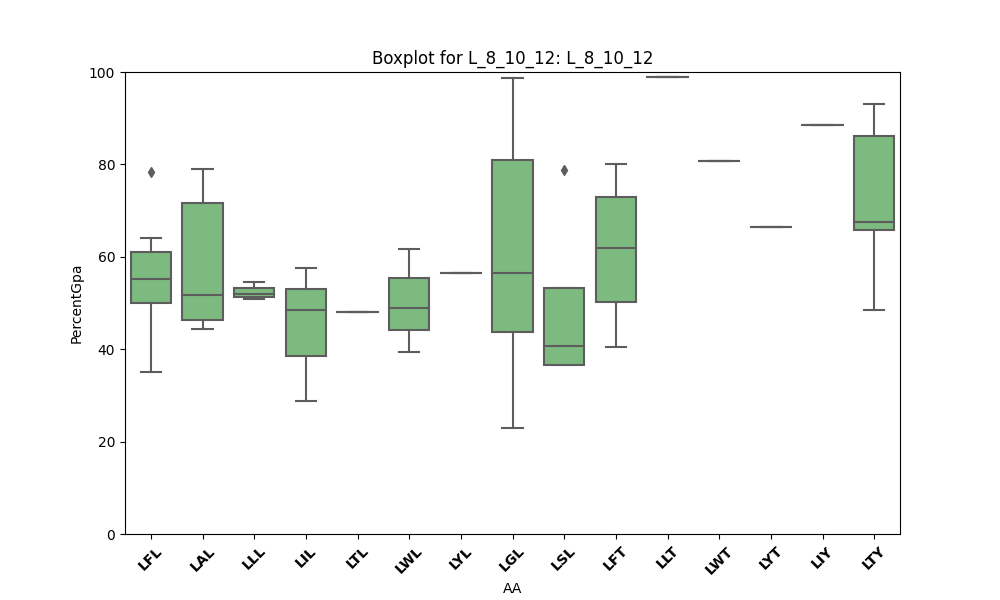 Boxplot for L_8_10_12: L_8_10_12
PercentGpa
100
80
60
40
20
0
LFL LAL LLL LIL LTL LWL LYL LGL LSL LFT LLT LWT LYT LIY LTY
AA